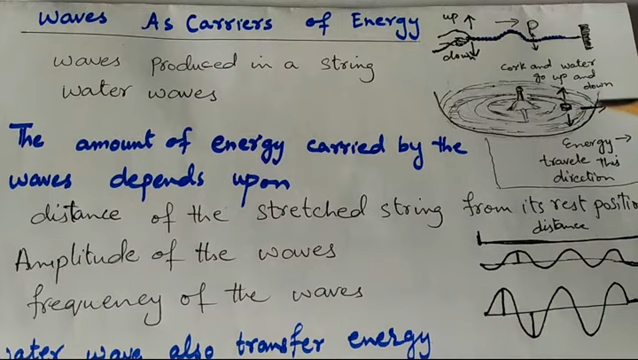 Waves As Carriers of Energy
up
P
down
waves produced in a string
water waves
Cork and water
go up and
down
The amount of energy carried by the
waves depends upon
Energy →
travels this
direction
distance of the stretched string from its rest positio
distance
Amplitude of the waves
frequency of the waves
water wave also transfer energy